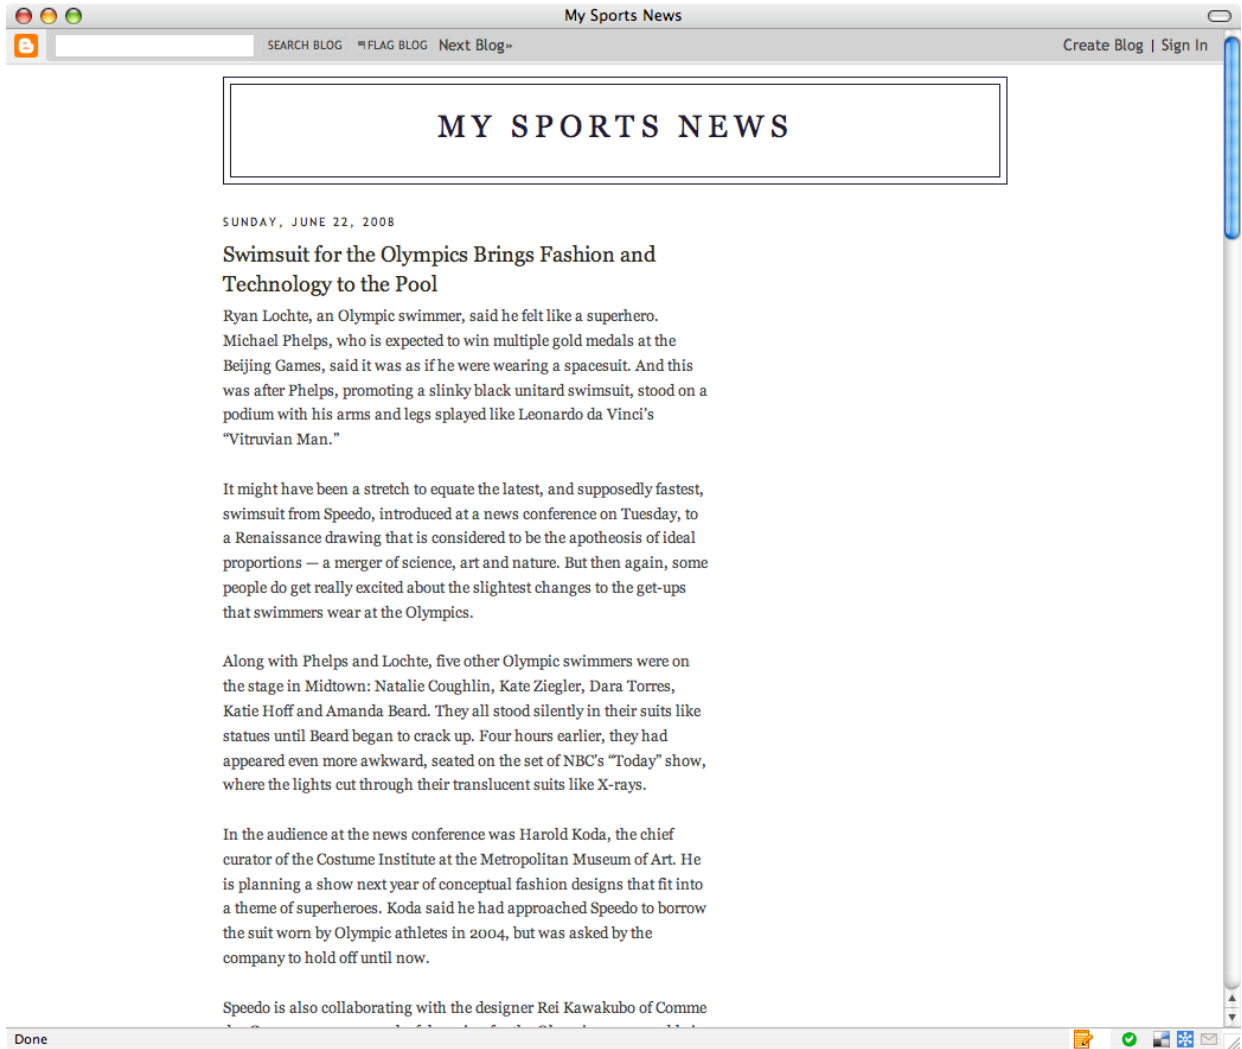 My Sports News
SEARCH BLOG FLAG BLOG Next Blog» Create Blog | Sign In
MY SPORTS NEWS
SUNDAY, JUNE 22, 2008
Swimsuit for the Olympics Brings Fashion and
Technology to the Pool
Ryan Lochte, an Olympic swimmer, said he felt like a superhero.
Michael Phelps, who is expected to win multiple gold medals at the
Beijing Games, said it was as if he were wearing a spacesuit. And this
was after Phelps, promoting a slinky black unitard swimsuit, stood on a
podium with his arms and legs splayed like Leonardo da Vinci's
“Vitruvian Man.”
It might have been a stretch to equate the latest, and supposedly fastest,
swimsuit from Speedo, introduced at a news conference on Tuesday, to
a Renaissance drawing that is considered to be the apotheosis of ideal
proportions — a merger of science, art and nature. But then again, some
people do get really excited about the slightest changes to the get-ups
that swimmers wear at the Olympics.
Along with Phelps and Lochte, five other Olympic swimmers were on
the stage in Midtown: Natalie Coughlin, Kate Ziegler, Dara Torres,
Katie Hoff and Amanda Beard. They all stood silently in their suits like
statues until Beard began to crack up. Four hours earlier, they had
appeared even more awkward, seated on the set of NBC's “Today” show,
where the lights cut through their translucent suits like X-rays.
In the audience at the news conference was Harold Koda, the chief
curator of the Costume Institute at the Metropolitan Museum of Art. He
is planning a show next year of conceptual fashion designs that fit into
a theme of superheroes. Koda said he had approached Speedo to borrow
the suit worn by Olympic athletes in 2004, but was asked by the
company to hold off until now.
Speedo is also collaborating with the designer Rei Kawakubo of Comme
Done